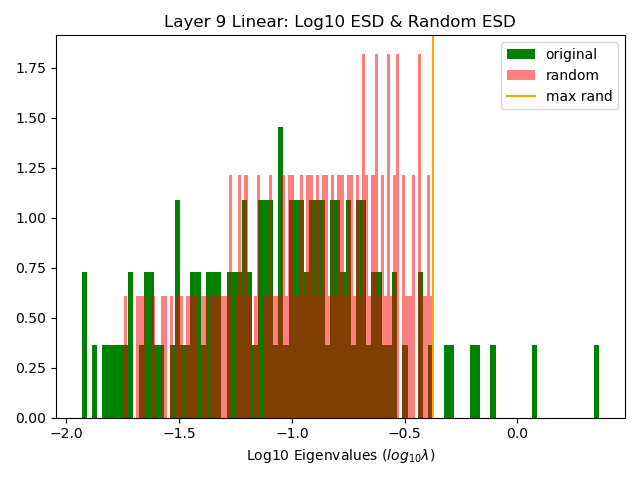 Layer 9 Linear: Log10 ESD & Random ESD
original
random
max rand
1.75
1.50
1.25
1.00
0.75
0.50
0.25
0.00
−2.0
−1.5
−1.0
−0.5
0.0
Log10 Eigenvalues (log₁₀λ)